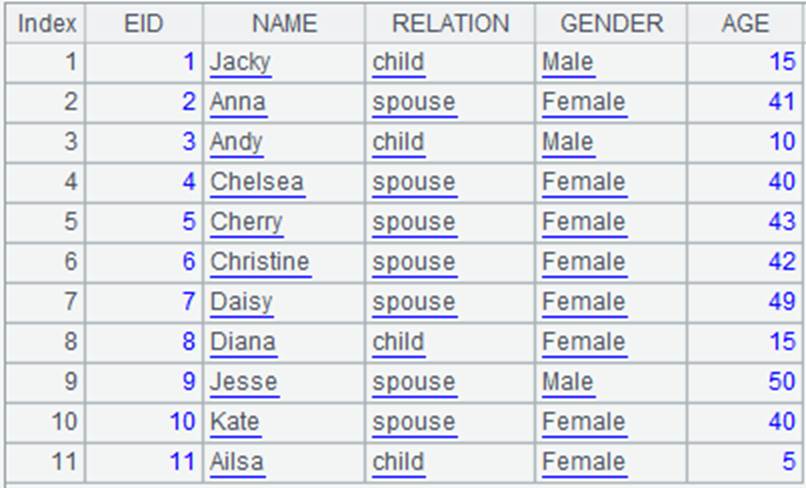 Index EID NAME RELATION GENDER AGE
1 1 Jacky child Male 15
2 2 Anna spouse Female 41
3 3 Andy child Male 10
4 4 Chelsea spouse Female 40
5 5 Cherry spouse Female 43
6 6 Christine spouse Female 42
7 7 Daisy spouse Female 49
8 8 Diana child Female 15
9 9 Jesse spouse Male 50
10 10 Kate spouse Female 40
11 11 Ailsa child Female 5